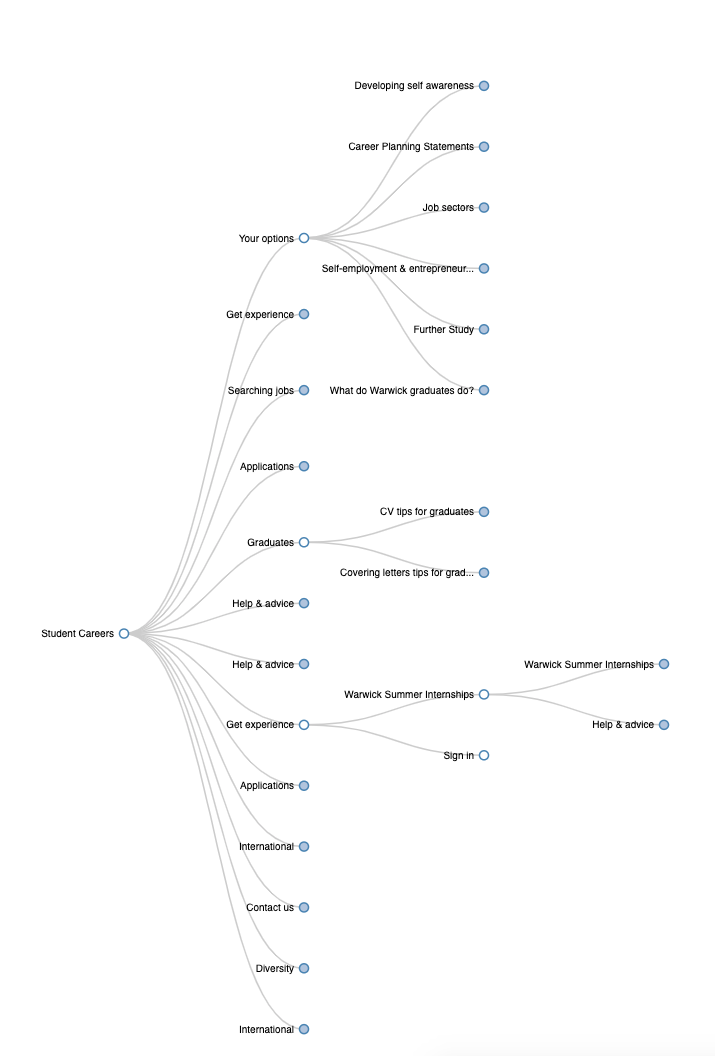 Developing self awareness
Career Planning Statements
Job sectors
Your options
Self-employment & entrepreneur...
Get experience
Further Study
Searching jobs
What do Warwick graduates do?
Applications
CV tips for graduates
Graduates
Covering letters tips for grad...
Help & advice
Student Careers
Help & advice
Warwick Summer Internships
Warwick Summer Internships
Get experience
Help & advice
Sign in
Applications
International
Contact us
Diversity
International